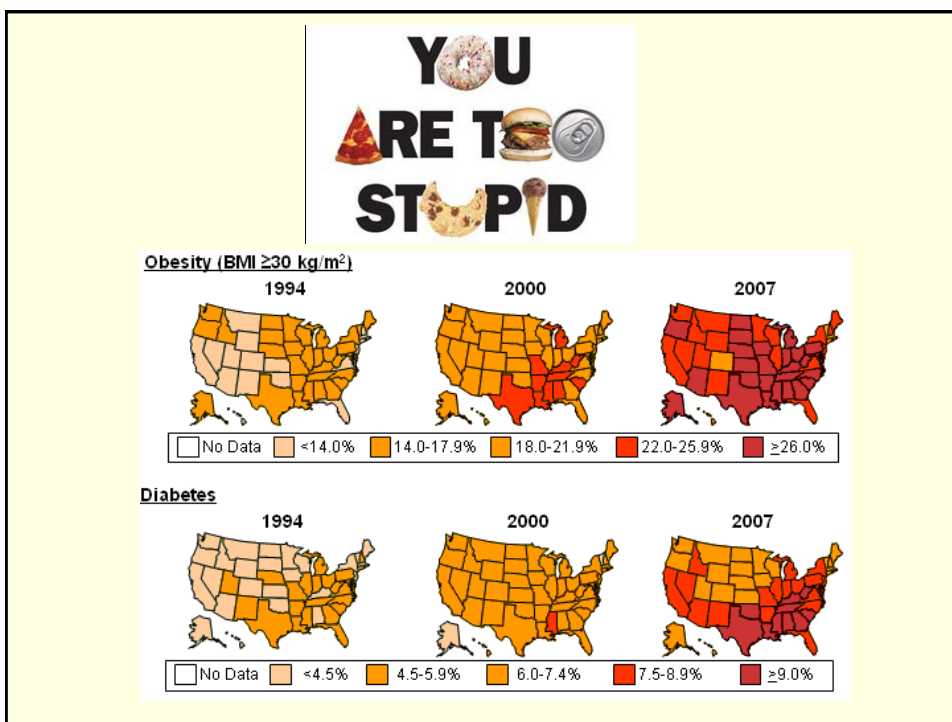 YOU
ARE TOO
STUPID
Obesity (BMI ≥30 kg/m²)
1994 2000 2007
No Data <14.0% 14.0-17.9% 18.0-21.9% 22.0-25.9% ≥26.0%
Diabetes
1994 2000 2007
No Data <4.5% 4.5-5.9% 6.0-7.4% 7.5-8.9% ≥9.0%